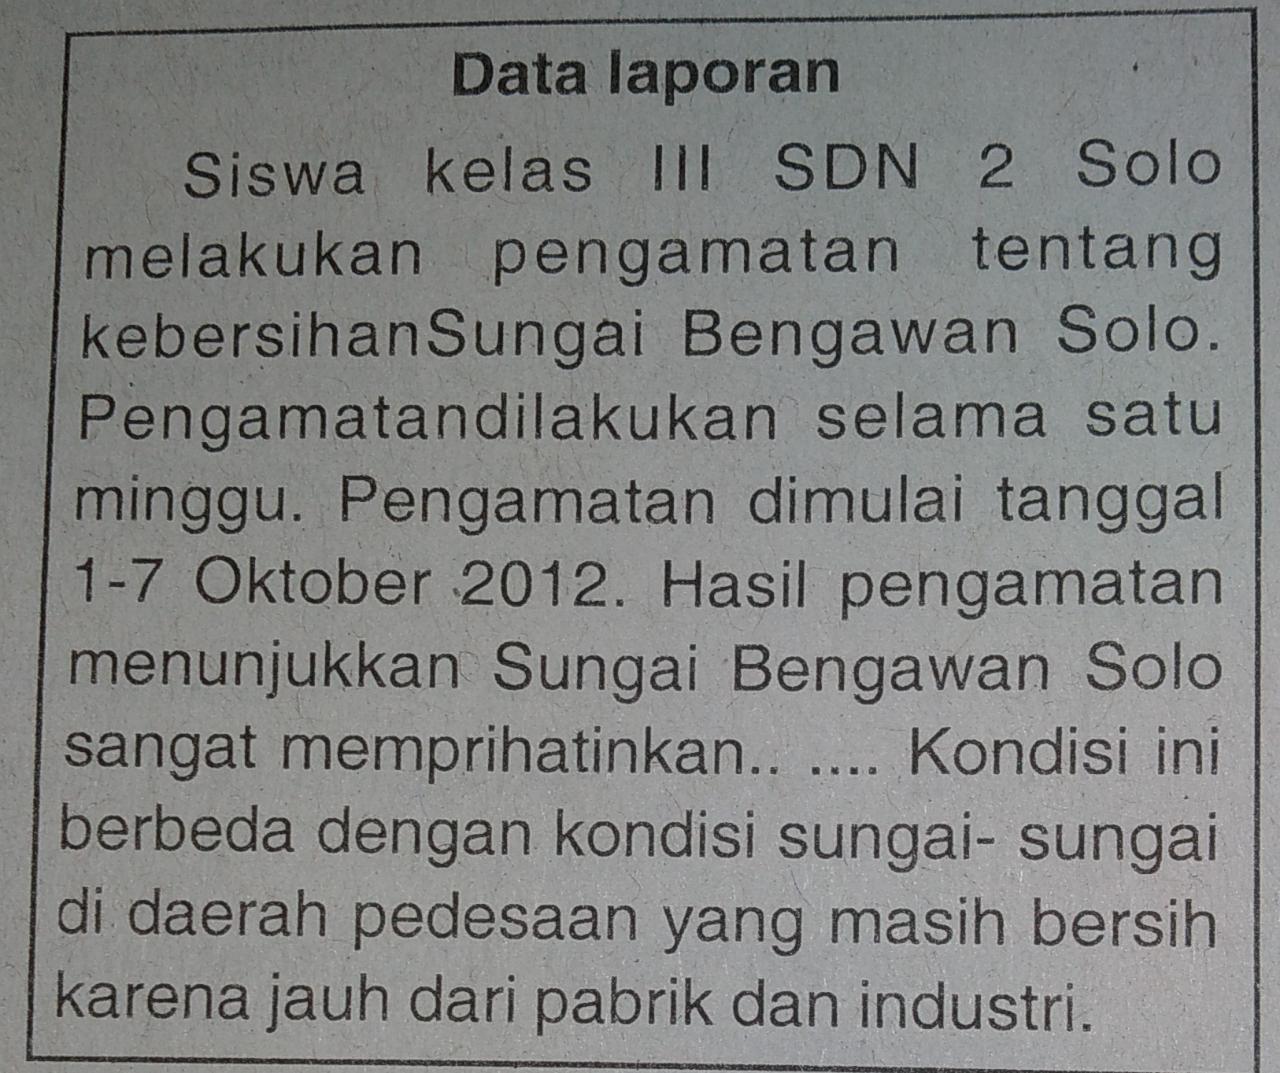 Data laporan
Siswa kelas III SDN 2 Solo
melakukan pengamatan tentang
kebersihanSungai Bengawan Solo.
Pengamatandilakukan selama satu
minggu. Pengamatan dimulai tanggal
1-7 Oktober 2012. Hasil pengamatan
menunjukkan Sungai Bengawan Solo
sangat memprihatinkan.. .... Kondisi ini
berbeda dengan kondisi sungai- sungai
di daerah pedesaan yang masih bersih
karena jauh dari pabrik dan industri.